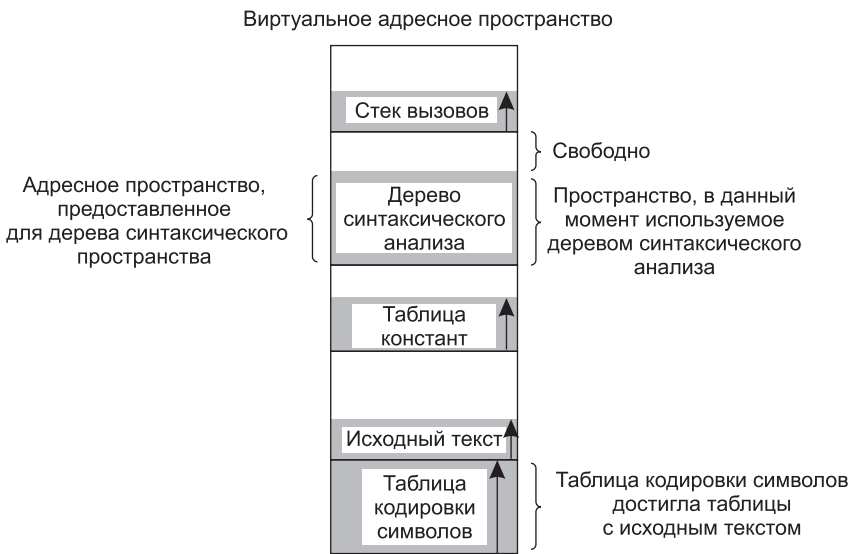 Виртуальное адресное пространство
Стек вызовов
Свободно
Адресное пространство,
предоставленное
для дерева синтаксического
пространства
Дерево
синтаксического
анализа
Пространство, в данный
момент используемое
деревом синтаксического
анализа
Таблица
констант
Исходный текст
Таблица
кодировки
символов
Таблица кодировки символов
достигла таблицы
с исходным текстом